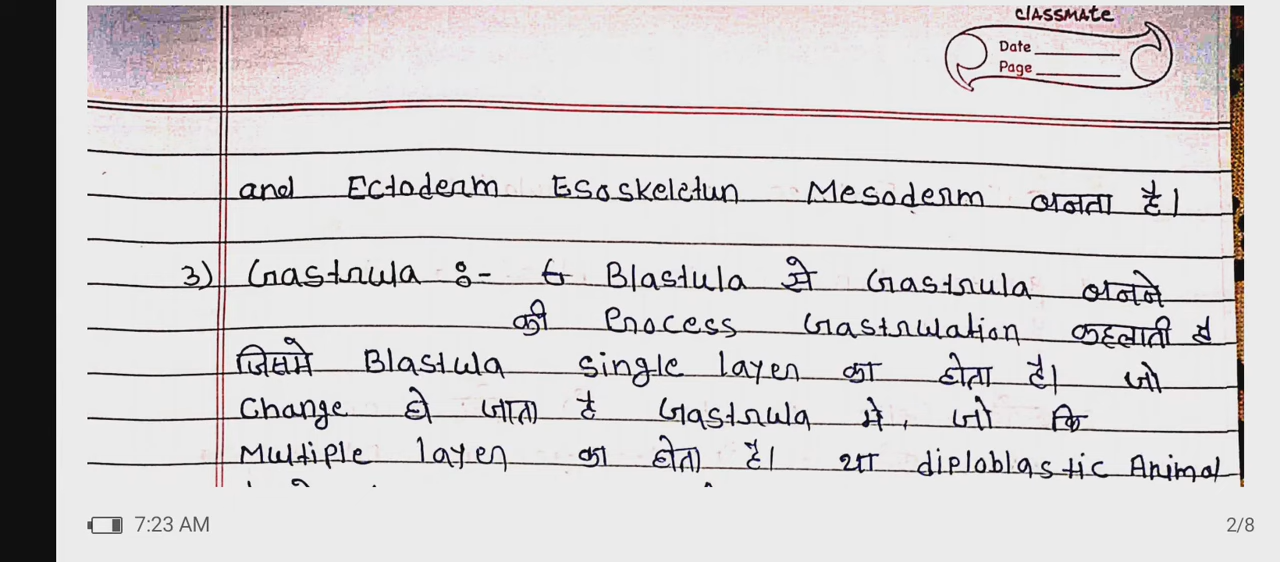 classmate
Date
Page
and Ectoderm Esoskeletun Mesoderm बनता है।
3) Gastrula :- Blastula से Gastrula बनने
की Process Gastrulation कहलाती है
जिसमे Blastula single layer का होता है। जो
Change हो जाता है Gastrula मे, जो कि
Multiple layer का होता है। या diploblastic Animal
7:23 AM
2/8